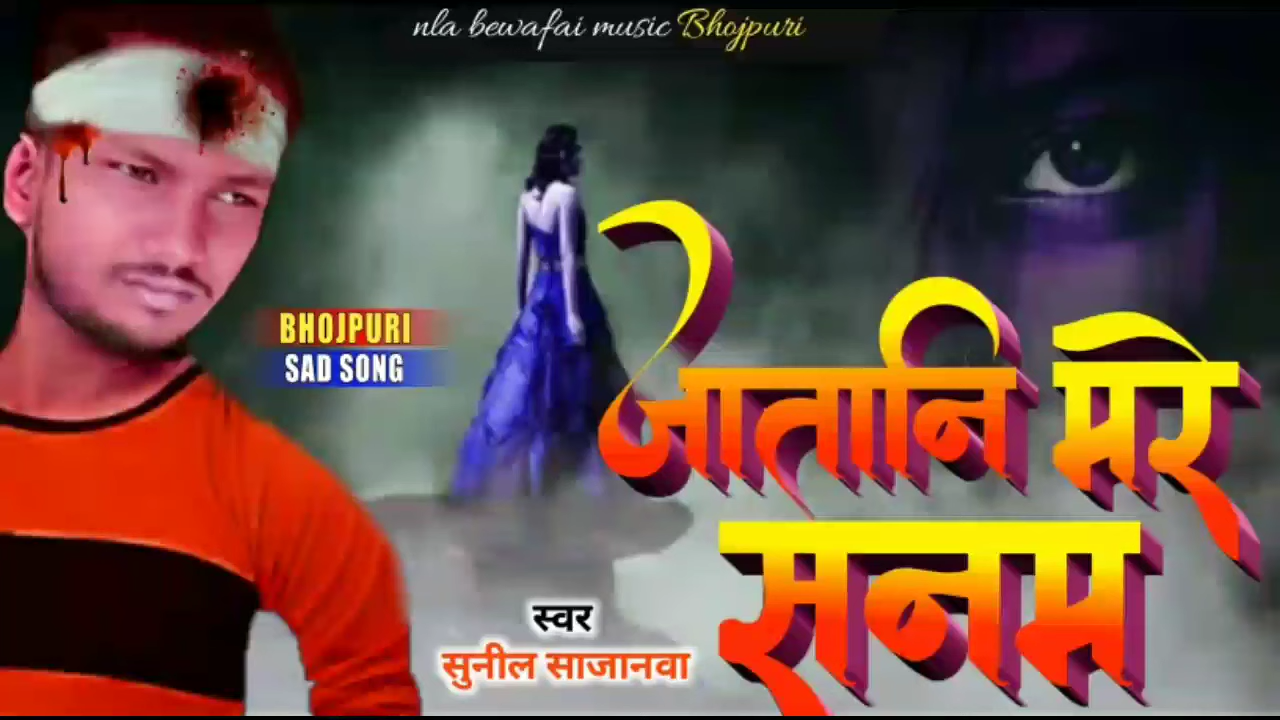 nla bewafai music Bhojpuri
BHOJPURI
SAD SONG
जातानि मेरे
सनम
स्वर
सुनील साजानवा